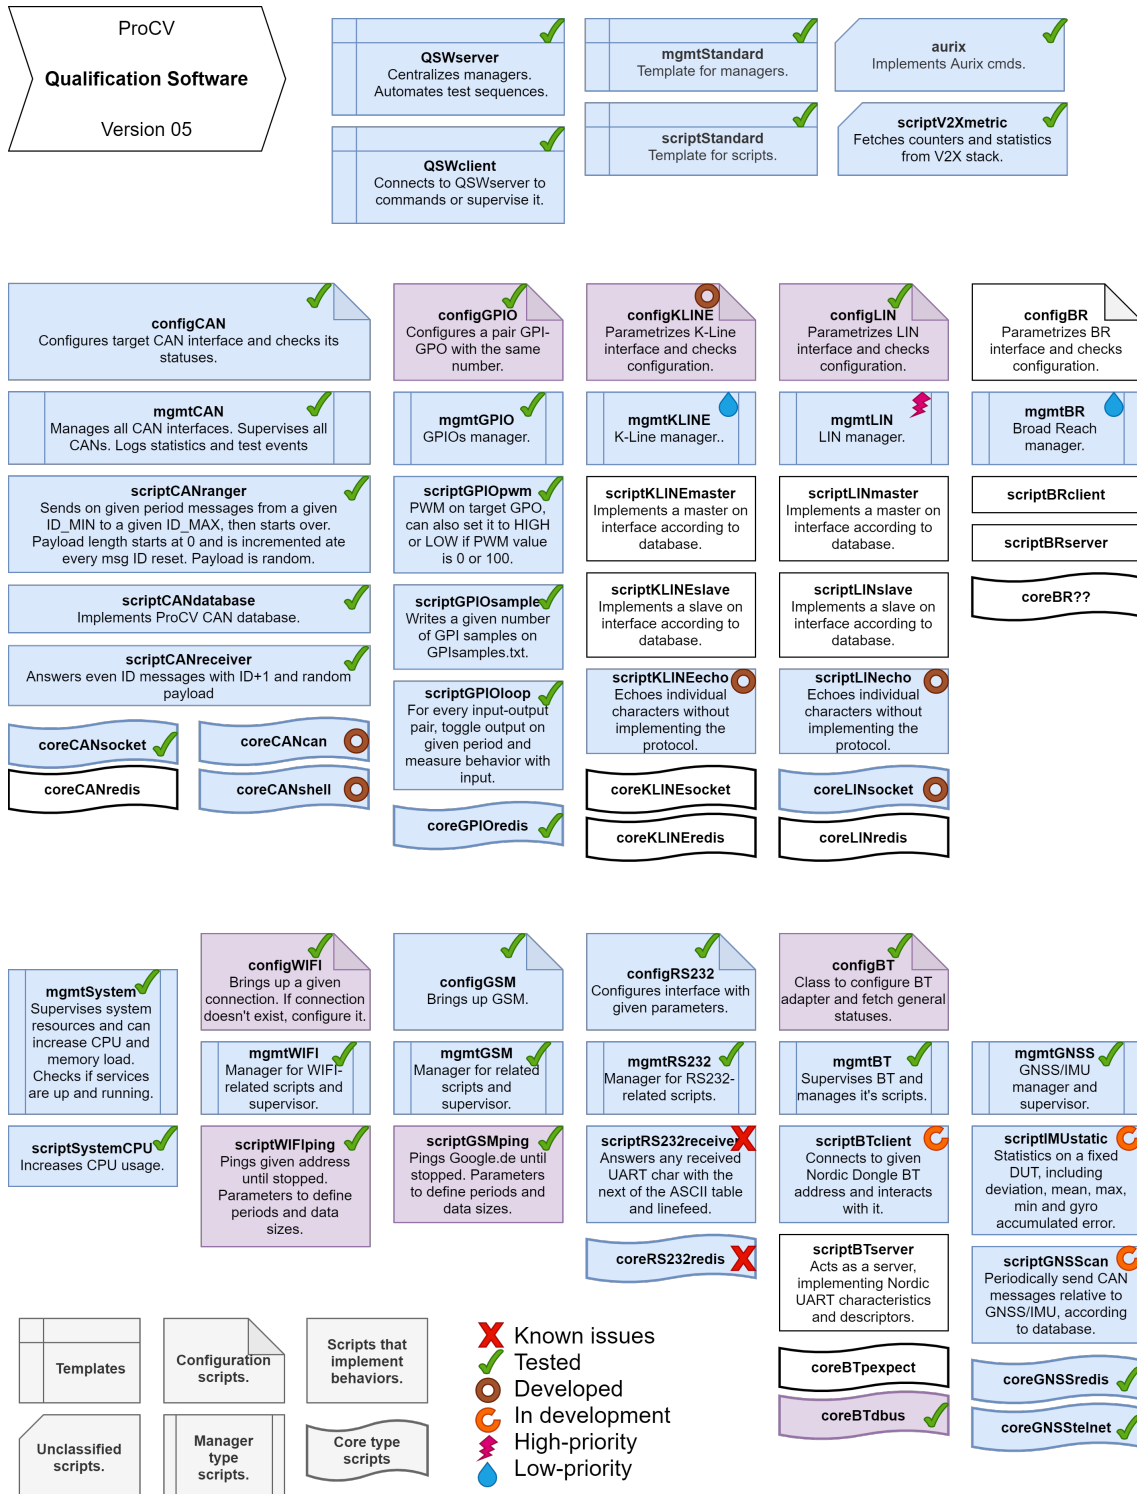 ProCV
Qualification Software
Version 05
QSWserver
Centralizes managers.
Automates test sequences.
QSWclient
Connects to QSWserver to
commands or supervise it.
mgmtStandard
Template for managers.
scriptStandard
Template for scripts.
aurix
Implements Aurix cmds.
scriptV2Xmetric
Fetches counters and statistics
from V2X stack.
configCAN
Configures target CAN interface and checks its
statuses.
mgmtCAN
Manages all CAN interfaces. Supervises all
CANs. Logs statistics and test events
scriptCANranger
Sends on given period messages from a given
ID_MIN to a given ID_MAX, then starts over.
Payload length starts at 0 and is incremented ate
every msg ID reset. Payload is random.
scriptCANdatabase
Implements ProCV CAN database.
scriptCANreceiver
Answers even ID messages with ID+1 and random
payload
coreCANsocket
coreCANcan
coreCANredis
coreCANshell
configGPIO
Configures a pair GPI-
GPO with the same
number.
mgmtGPIO
GPIOs manager.
scriptGPIOpwm
PWM on target GPO,
can also set it to HIGH
or LOW if PWM value
is 0 or 100.
scriptGPIOsample
Writes a given number
of GPI samples on
GPIsamples.txt.
scriptGPIOloop
For every input-output
pair, toggle output on
given period and
measure behavior with
input.
coreGPIOredis
configKLINE
Parametrizes K-Line
interface and checks
configuration.
mgmtKLINE
K-Line manager..
scriptKLINEmaster
Implements a master on
interface according to
database.
scriptKLINEslave
Implements a slave on
interface according to
database.
scriptKLINEecho
Echoes individual
characters without
implementing the
protocol.
coreKLINEsocket
coreKLINEredis
configLIN
Parametrizes LIN
interface and checks
configuration.
mgmtLIN
LIN manager.
scriptLINmaster
Implements a master on
interface according to
database.
scriptLINslave
Implements a slave on
interface according to
database.
scriptLINecho
Echoes individual
characters without
implementing the
protocol.
coreLINsocket
coreLINredis
configBR
Parametrizes BR
interface and checks
configuration.
mgmtBR
Broad Reach
manager.
scriptBRclient
scriptBRserver
coreBR??
mgmtSystem
Supervises system
resources and can
increase CPU and
memory load.
Checks if services
are up and running.
scriptSystemCPU
Increases CPU usage.
configWIFI
Brings up a given
connection. If connection
doesn't exist, configure it.
mgmtWIFI
Manager for WIFI-
related scripts and
supervisor.
scriptWIFIping
Pings given address
until stopped.
Parameters to define
periods and data
sizes.
configGSM
Brings up GSM.
mgmtGSM
Manager for related
scripts and
supervisor.
scriptGSMping
Pings Google.de until
stopped. Parameters
to define periods and
data sizes.
configRS232
Configures interface with
given parameters.
mgmtRS232
Manager for RS232-
related scripts.
scriptRS232receiver
Answers any received
UART char with the
next of the ASCII table
and linefeed.
coreRS232redis
configBT
Class to configure BT
adapter and fetch general
statuses.
mgmtBT
Supervises BT and
manages it's scripts.
scriptBTclient
Connects to given
Nordic Dongle BT
address and interacts
with it.
scriptBTserver
Acts as a server,
implementing Nordic
UART characteristics
and descriptors.
coreBTpexpect
coreBTdbus
mgmtGNSS
GNSS/IMU
manager and
supervisor.
scriptIMUstatic
Statistics on a fixed
DUT, including
deviation, mean, max,
min and gyro
accumulated error.
scriptGNSScan
Periodically send CAN
messages relative to
GNSS/IMU, according
to database.
coreGNSSredis
coreGNSStelnet
Templates
Configuration
scripts.
Scripts that
implement
behaviors.
Unclassified
scripts.
Manager
type
scripts.
Core type
scripts
Known issues
Tested
Developed
In development
High-priority
Low-priority